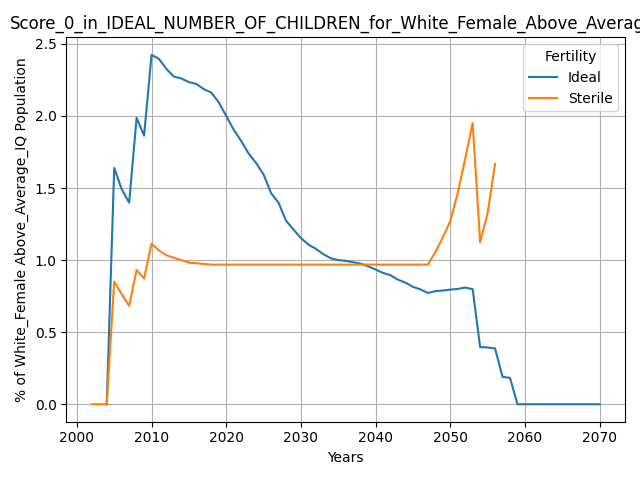 Score_0_in_IDEAL_NUMBER_OF_CHILDREN_for_White_Female_Above_Averag
% of White_Female Above_Average_IQ Population
2.5
2.0
1.5
1.0
0.5
0.0
Fertility
Ideal
Sterile
2000 2010 2020 2030 2040 2050 2060 2070
Years